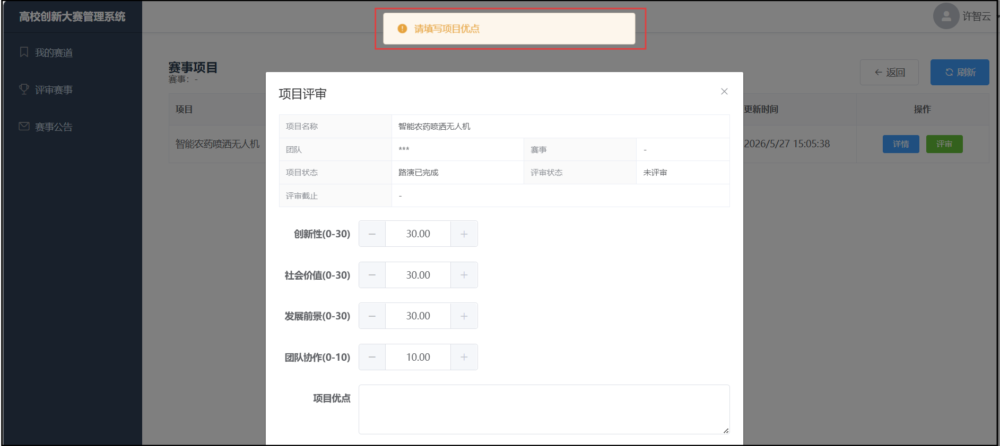 高校创新大赛管理系统
请填写项目优点
许智云
我的赛道
评审赛事
赛事公告
赛事项目
赛事：-
返回
刷新
项目
更新时间
操作
智能农药喷洒无人机
2026/5/27 15:05:38
详情
评审
项目评审
项目名称 智能农药喷洒无人机
团队 *** 赛事 -
项目状态 路演已完成 评审状态 未评审
评审截止 -
创新性(0-30) 30.00
社会价值(0-30) 30.00
发展前景(0-30) 30.00
团队协作(0-10) 10.00
项目优点